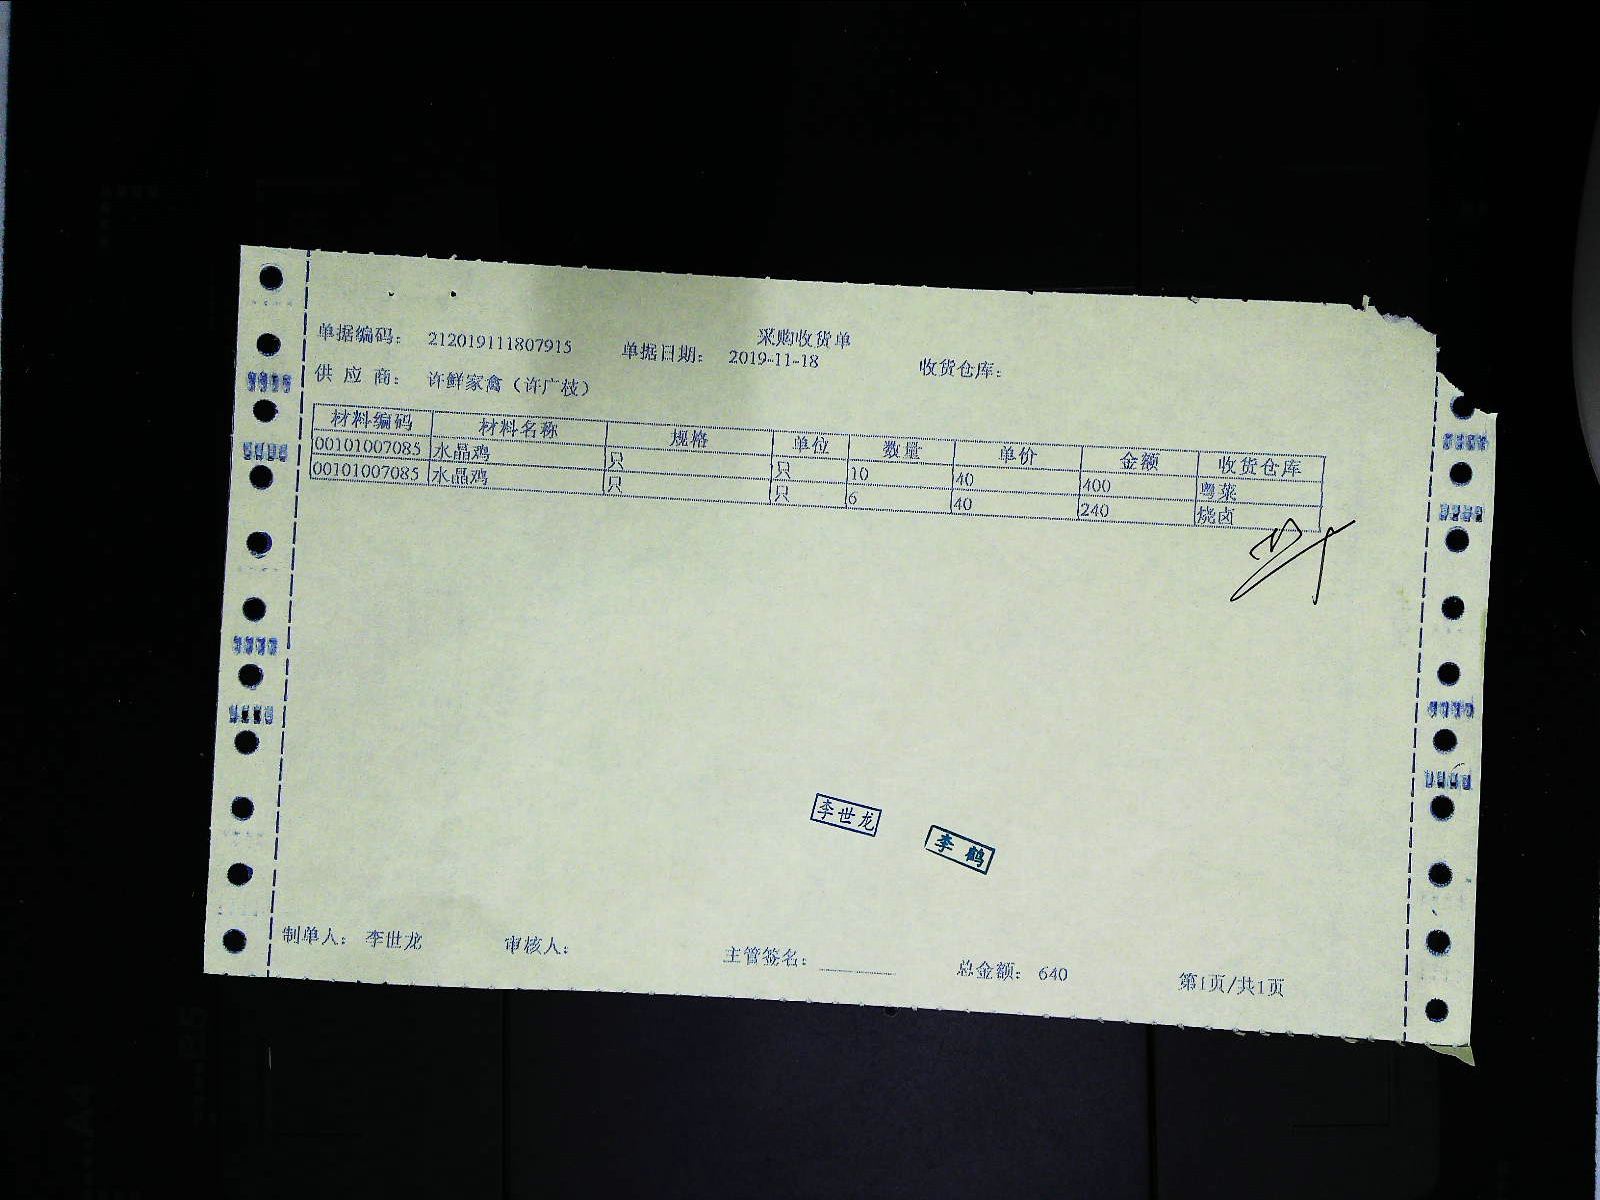 采购收货单
单据编码： 212019111807915 单据日期： 2019-11-18 收货仓库：
供 应 商： 许鲜家禽（许广枝）
材料编码 材料名称 规格 单位 数量 单价 金额 收货仓库
00101007085 水晶鸡 只 只 10 40 400 粤菜
00101007085 水晶鸡 只 只 6 40 240 烧卤
李世龙
李鹤
制单人： 李世龙 审核人： 主管签名： 总金额： 640 第1页/共1页